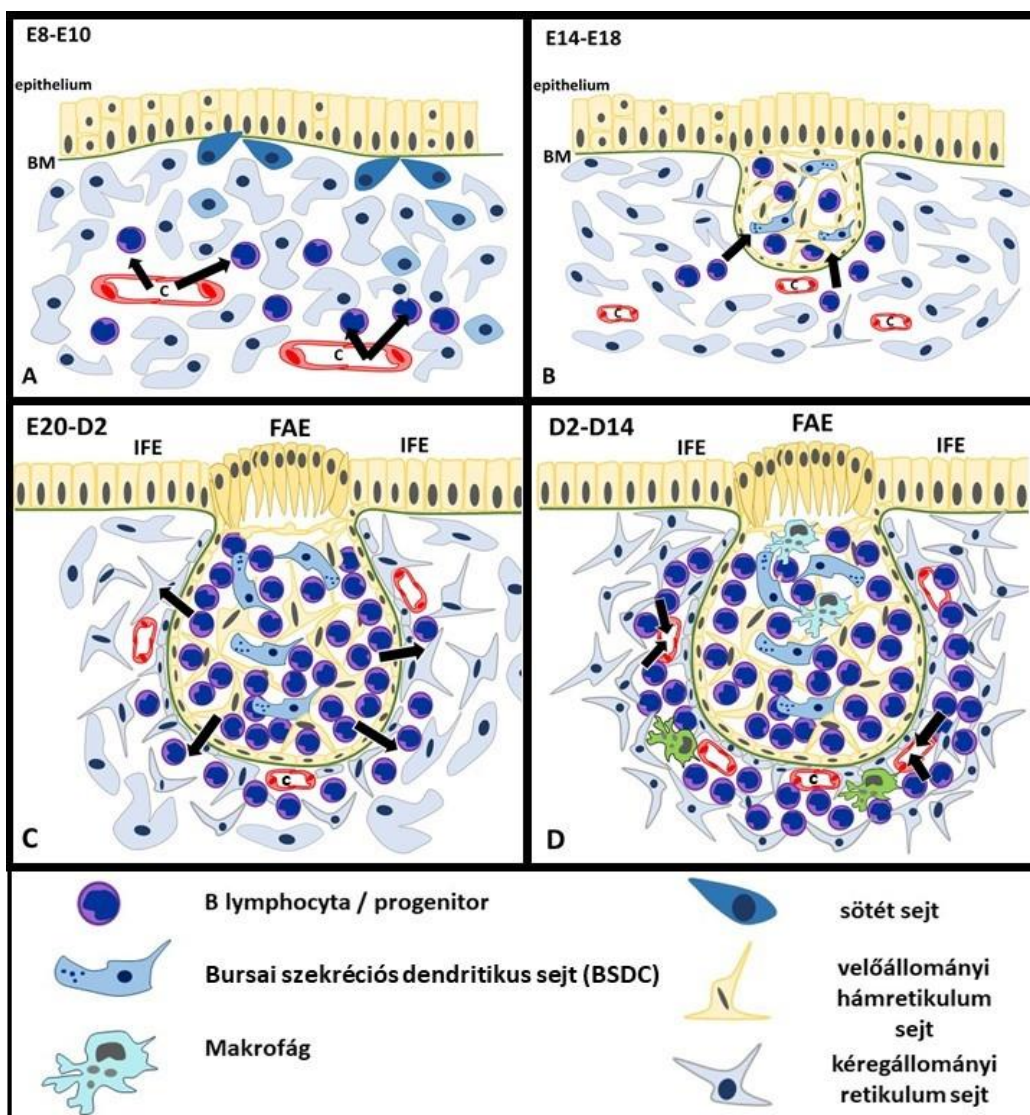 E8-E10
epithelium
BM
C
C
A
E14-E18
epithelium
BM
C
C
C
B
E20-D2
FAE
IFE
IFE
C
C
D2-D14
FAE
IFE
IFE
C
D
B lymphocyta / progenitor
Bursai szekréciós dendritikus sejt (BSDC)
Makrofág
sötét sejt
velőállományi
hámretikulum
sejt
kéregállományi
retikulum sejt